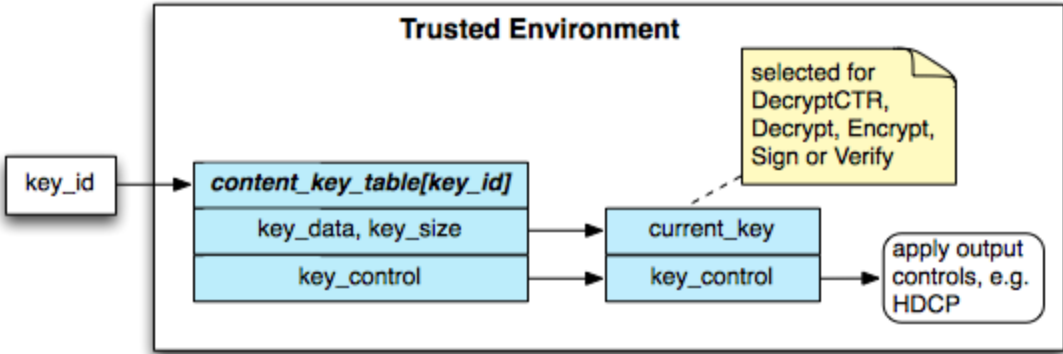 Trusted Environment
selected for
DecryptCTR,
Decrypt, Encrypt,
Sign or Verify
key_id
content_key_table[key_id]
key_data, key_size
current_key
key_control
key_control
apply output
controls, e.g.
HDCP